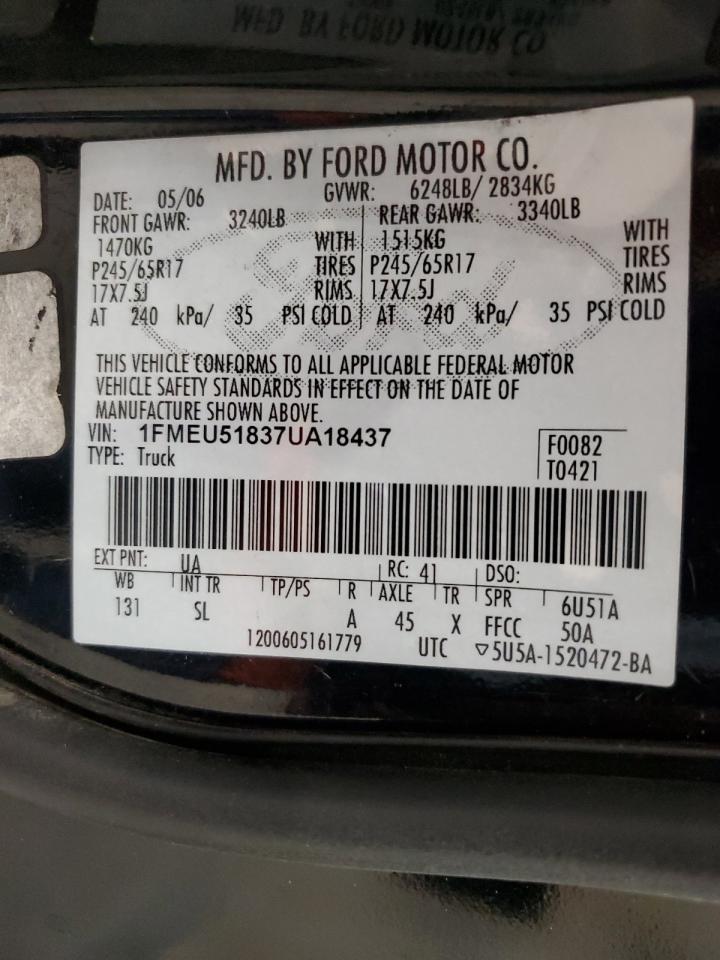 MFD. BY FORD MOTOR CO.
MFD. BY FORD MOTOR CO.
DATE: 05/06 GVWR: 6248LB/ 2834KG
FRONT GAWR: 3240LB REAR GAWR: 3340LB
1470KG WITH 1515KG WITH
P245/65R17 TIRES P245/65R17 TIRES
17X7.5J RIMS 17X7.5J RIMS
AT 240 kPa/ 35 PSI COLD AT 240 kPa/ 35 PSI COLD
THIS VEHICLE CONFORMS TO ALL APPLICABLE FEDERAL MOTOR
VEHICLE SAFETY STANDARDS IN EFFECT ON THE DATE OF
MANUFACTURE SHOWN ABOVE.
VIN: 1FMEU51837UA18437 F0082
TYPE: Truck T0421
EXT PNT: UA RC: 41 DSO:
WB INT TR TP/PS R AXLE TR SPR 6U51A
131 SL A 45 X FFCC 50A
1200605161779 UTC ▽5U5A-1520472-BA